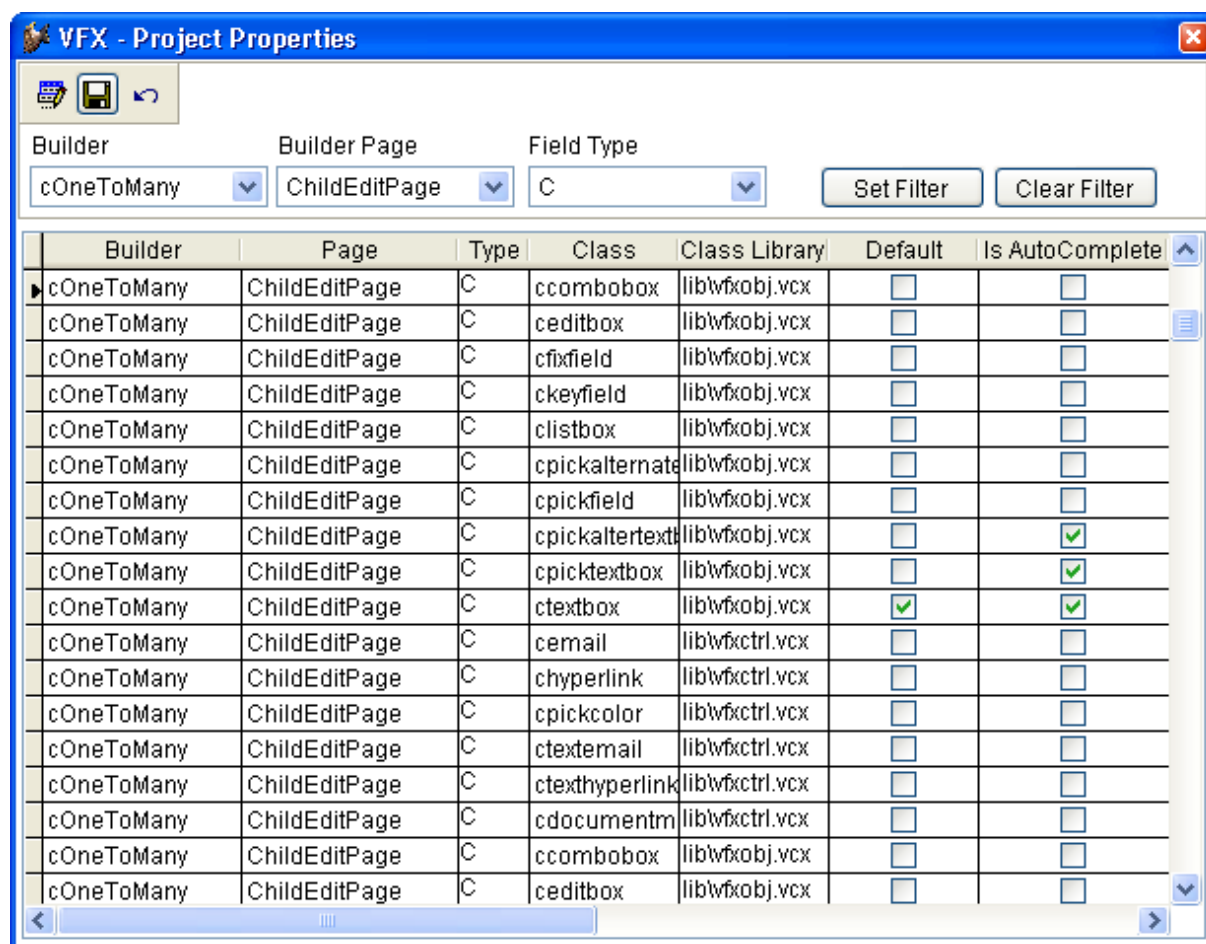 VFX - Project Properties
Builder Builder Page Field Type
cOneToMany ChildEditPage C Set Filter Clear Filter
Builder Page Type Class Class Library Default Is AutoComplete
cOneToMany ChildEditPage C ccombobox lib\vfxobj.vcx
cOneToMany ChildEditPage C ceditbox lib\vfxobj.vcx
cOneToMany ChildEditPage C cfixfield lib\vfxobj.vcx
cOneToMany ChildEditPage C ckeyfield lib\vfxobj.vcx
cOneToMany ChildEditPage C clistbox lib\vfxobj.vcx
cOneToMany ChildEditPage C cpickalternate lib\vfxobj.vcx
cOneToMany ChildEditPage C cpickfield lib\vfxobj.vcx
cOneToMany ChildEditPage C cpickaltertextb lib\vfxobj.vcx
cOneToMany ChildEditPage C cpicktextbox lib\vfxobj.vcx
cOneToMany ChildEditPage C ctextbox lib\vfxobj.vcx
cOneToMany ChildEditPage C cemail lib\vfxctrl.vcx
cOneToMany ChildEditPage C chyperlink lib\vfxctrl.vcx
cOneToMany ChildEditPage C cpickcolor lib\vfxctrl.vcx
cOneToMany ChildEditPage C ctextemail lib\vfxctrl.vcx
cOneToMany ChildEditPage C ctexthyperlink lib\vfxctrl.vcx
cOneToMany ChildEditPage C cdocumentm lib\vfxctrl.vcx
cOneToMany ChildEditPage C ccombobox lib\vfxobj.vcx
cOneToMany ChildEditPage C ceditbox lib\vfxobj.vcx